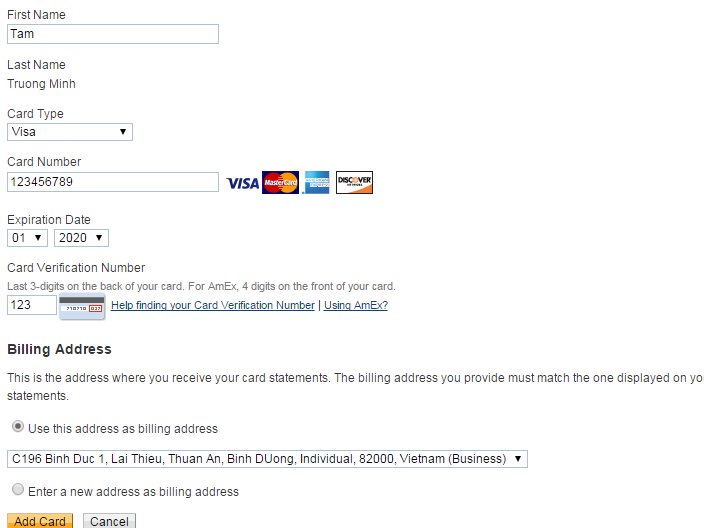 First Name
Tam
Last Name
Truong Minh
Card Type
Visa
Card Number
123456789
VISA MasterCard AMERICAN EXPRESS DISCOVER NETWORK
Expiration Date
01 2020
Card Verification Number
Last 3-digits on the back of your card. For AmEx, 4 digits on the front of your card.
123 Help finding your Card Verification Number | Using AmEx?
Billing Address
This is the address where you receive your card statements. The billing address you provide must match the one displayed on yo
statements.
Use this address as billing address
C196 Binh Duc 1, Lai Thieu, Thuan An, Binh DUong, Individual, 82000, Vietnam (Business)
Enter a new address as billing address
Add Card Cancel